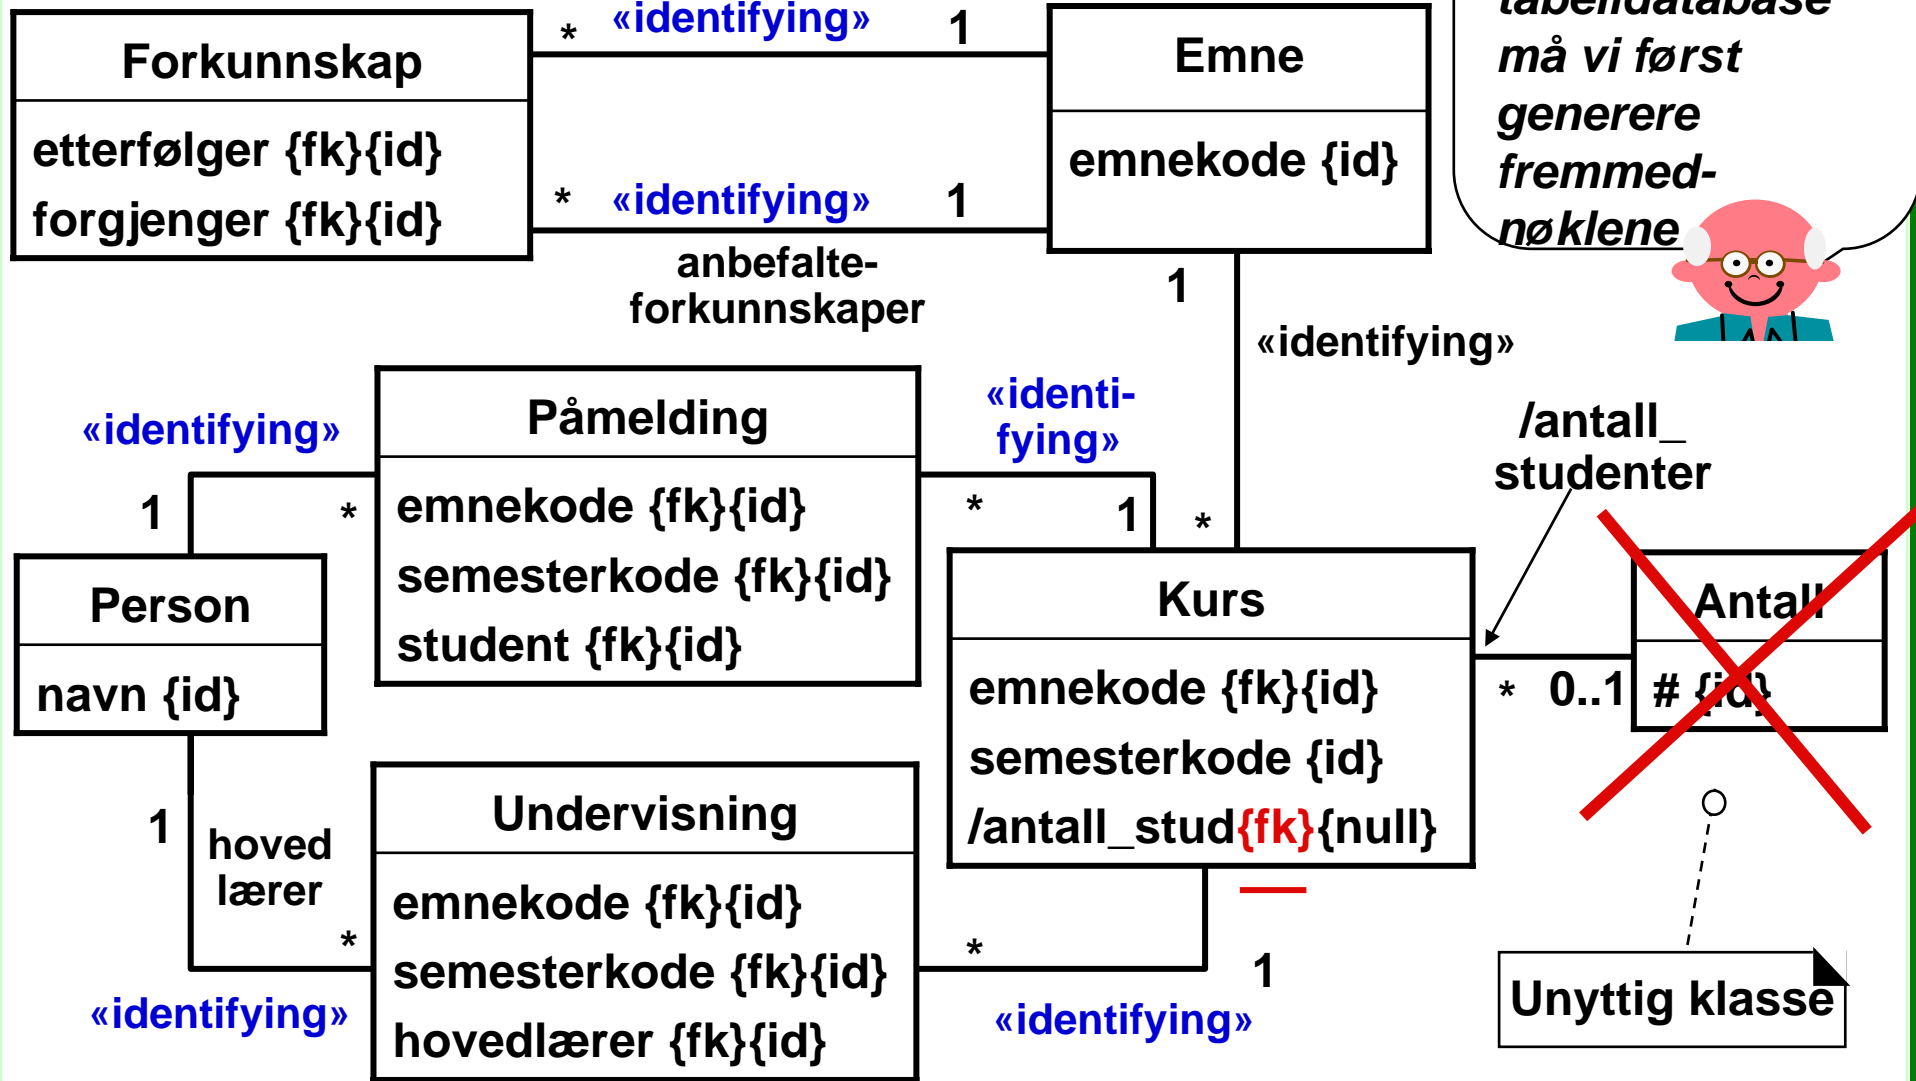 «identifying»
*
1
Forkunnskap
etterfølger {fk}{id}
forgjenger {fk}{id}
Emne
emnekode {id}
tabelldatabase
må vi først
generere
fremmed-
nøklene
*
«identifying»
1
anbefalte-
forkunnskaper
1
«identifying»
«identifying»
1
*
Påmelding
emnekode {fk}{id}
semesterkode {fk}{id}
student {fk}{id}
«identi-
fying»
*
1
*
/antall_
studenter
Person
navn {id}
Kurs
emnekode {fk}{id}
semesterkode {id}
/antall_stud{fk}{null}
*
0..1
Antall
# {id}
1
hoved
lærer
*
«identifying»
Undervisning
emnekode {fk}{id}
semesterkode {fk}{id}
hovedlærer {fk}{id}
*
1
«identifying»
Unyttig klasse